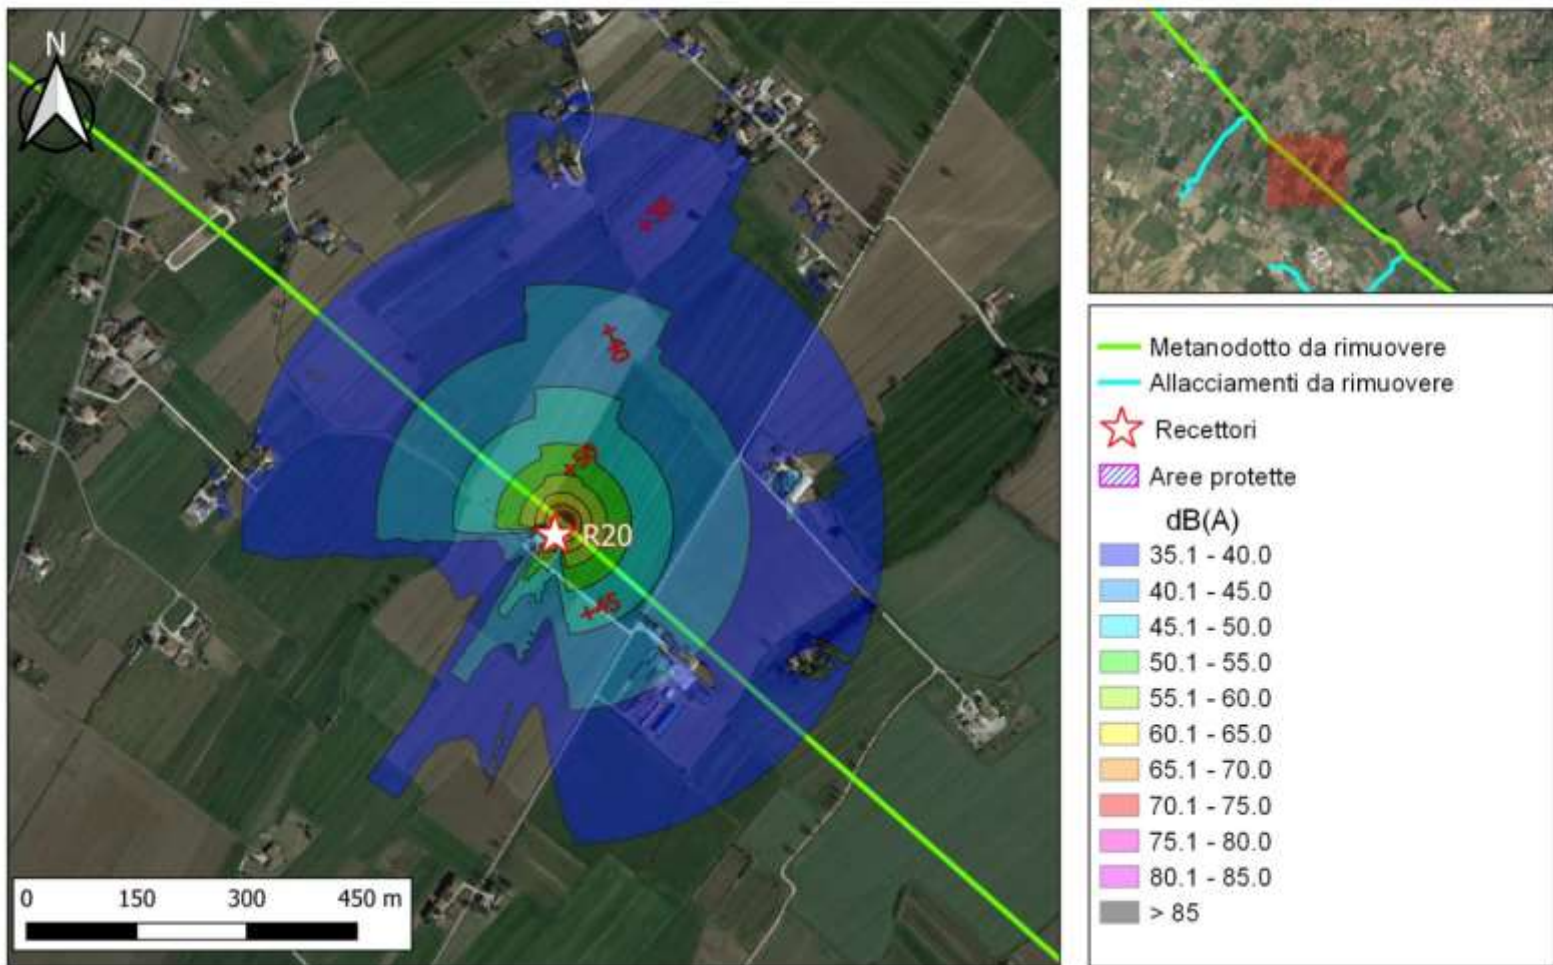 N
+35
+40
+50
R20
+45
0 150 300 450 m
Metanodotto da rimuovere
Allacciamenti da rimuovere
Recettori
Aree protette
dB(A)
35.1 - 40.0
40.1 - 45.0
45.1 - 50.0
50.1 - 55.0
55.1 - 60.0
60.1 - 65.0
65.1 - 70.0
70.1 - 75.0
75.1 - 80.0
80.1 - 85.0
> 85